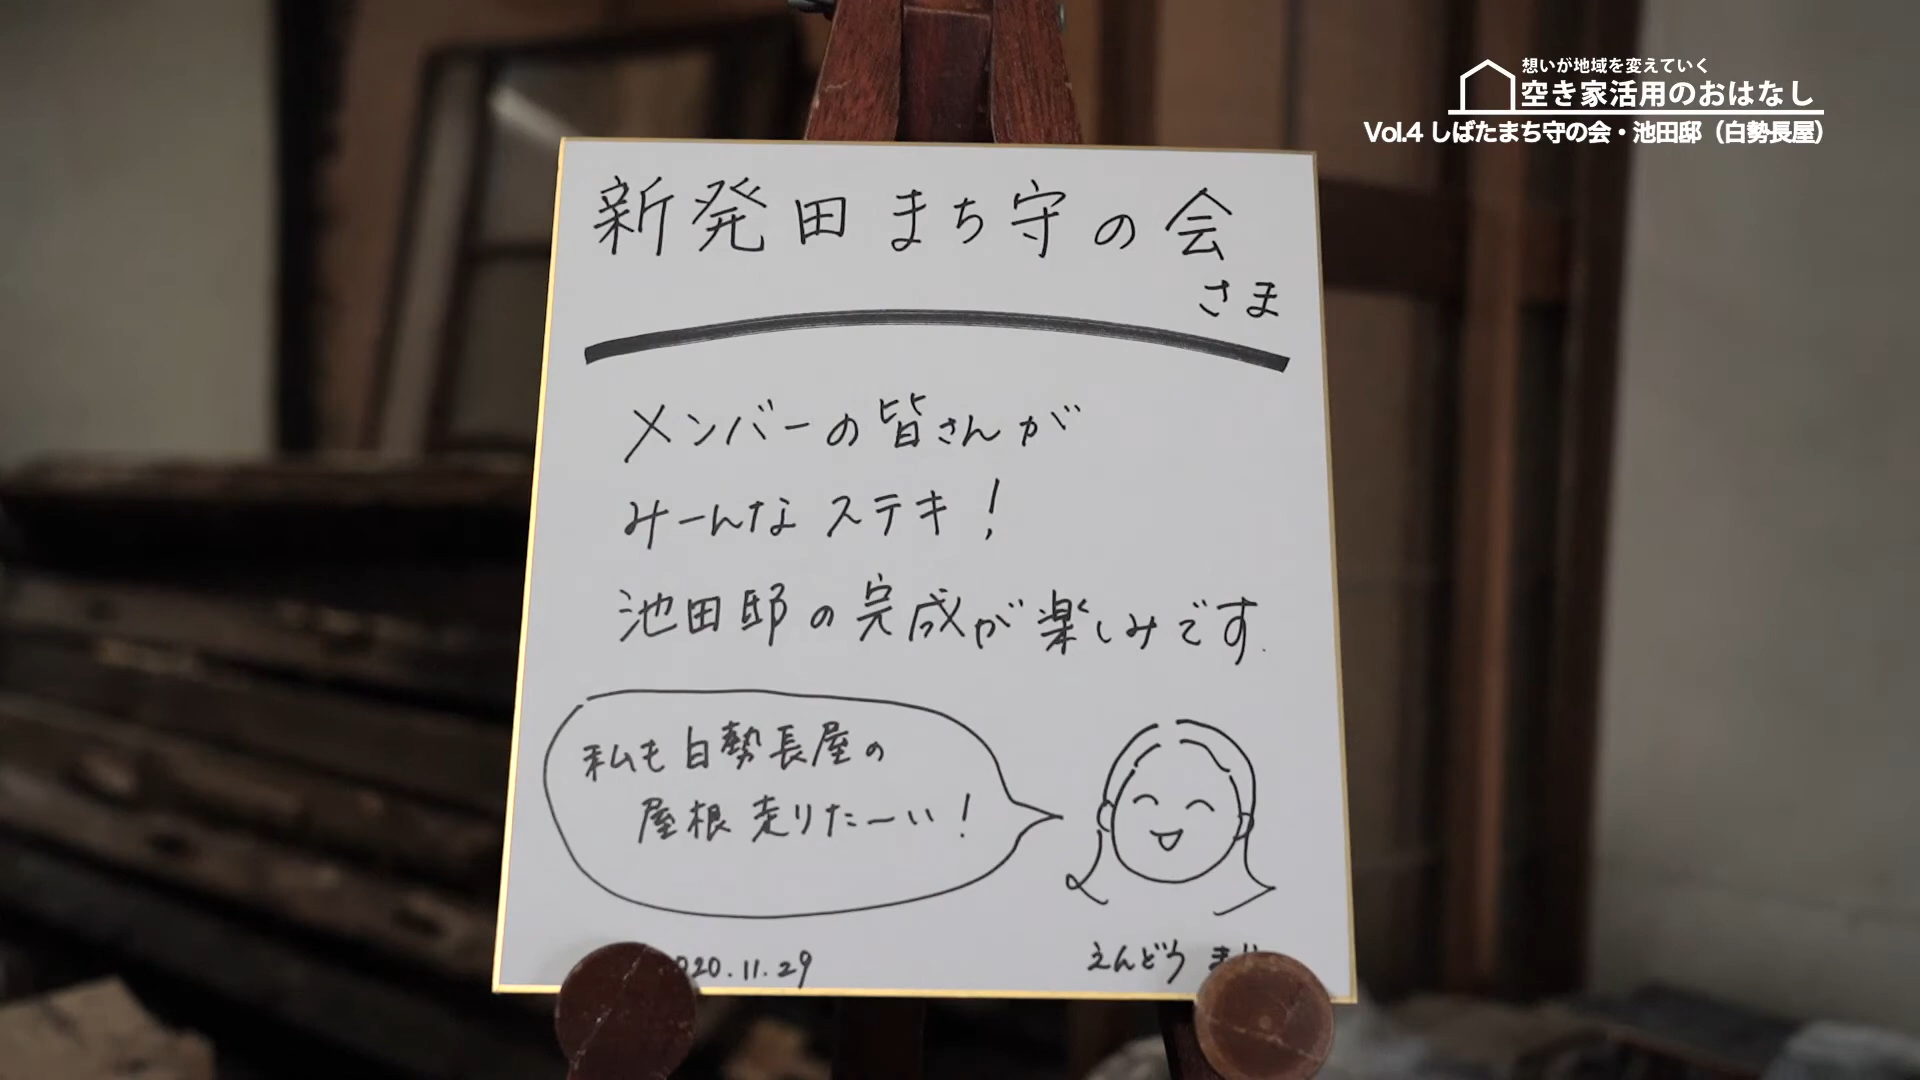 想いが地域を変えていく
空き家活用のおはなし
Vol.4 しばたまち守の会・池田邸（白勢長屋）
新発田まち守の会
さま
メンバーの皆さんが
みーんなステキ！
池田邸の完成が楽しみです.
私も白勢長屋の
屋根走りたーい！
020.11.29
えんどう